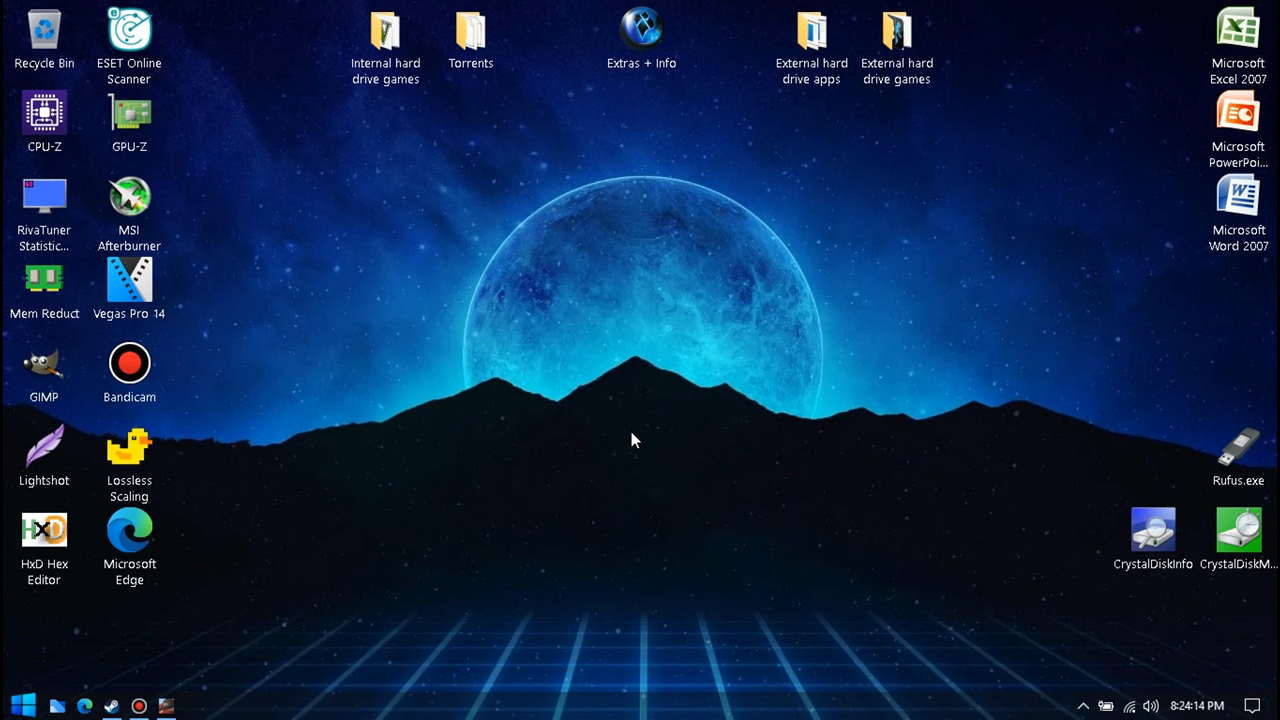 Recycle Bin
ESET Online
Scanner
Internal hard
drive games
Torrents
Extras + Info
External hard
drive apps
External hard
drive games
Microsoft
Excel 2007
CPU-Z
GPU-Z
Microsoft
PowerPoi...
RivaTuner
Statistic...
MSI
Afterburner
Microsoft
Word 2007
Mem Reduct
Vegas Pro 14
GIMP
Bandicam
Lightshot
Lossless
Scaling
Rufus.exe
HxD
HxD Hex
Editor
Microsoft
Edge
CrystalDiskInfo
CrystalDiskM...
8:24:14 PM